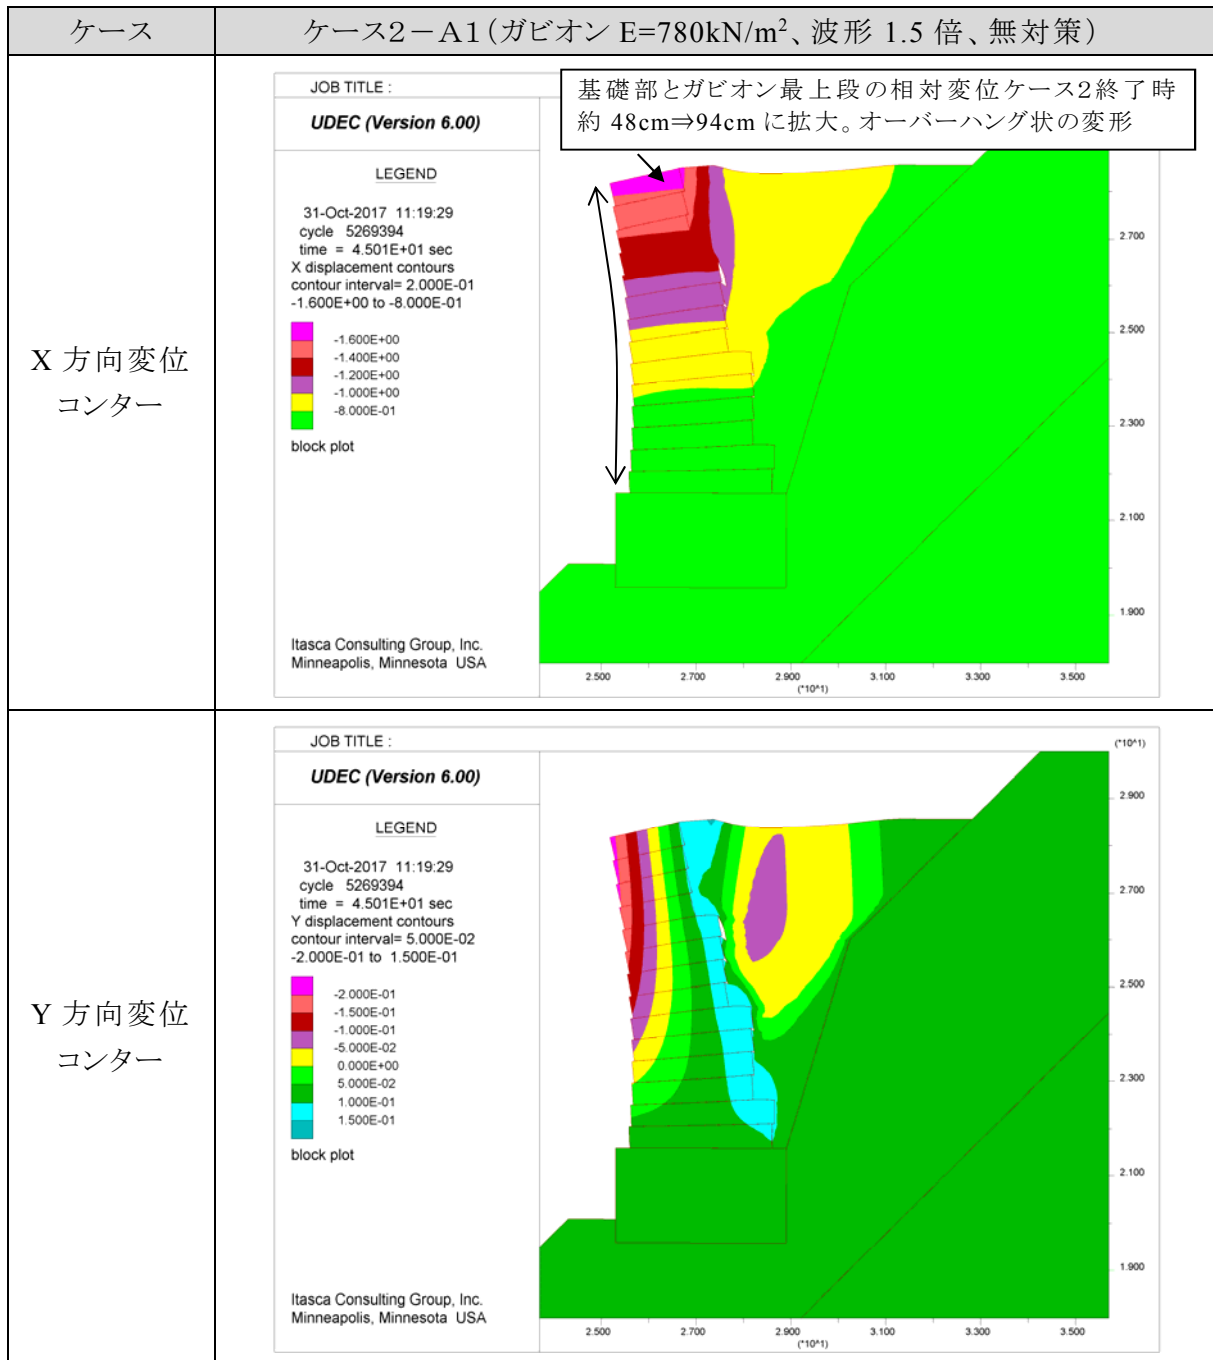 ケース
ケース2－A1(ガビオン E=780kN/m²、波形 1.5 倍、無対策)
X 方向変位
コンター
JOB TITLE :
UDEC (Version 6.00)
LEGEND
31-Oct-2017 11:19:29
cycle 5269394
time = 4.501E+01 sec
X displacement contours
contour interval= 2.000E-01
-1.600E+00 to -8.000E-01
-1.600E+00
-1.400E+00
-1.200E+00
-1.000E+00
-8.000E-01
block plot
Itasca Consulting Group, Inc.
Minneapolis, Minnesota USA
基礎部とガビオン最上段の相対変位ケース2終了時
約 48cm⇒94cm に拡大。オーバーハング状の変形
2.700
2.500
2.300
2.100
1.900
2.500 2.700 2.900 3.100 3.300 3.500
(*10^1)
Y 方向変位
コンター
JOB TITLE :
UDEC (Version 6.00)
LEGEND
31-Oct-2017 11:19:29
cycle 5269394
time = 4.501E+01 sec
Y displacement contours
contour interval= 5.000E-02
-2.000E-01 to 1.500E-01
-2.000E-01
-1.500E-01
-1.000E-01
-5.000E-02
0.000E+00
5.000E-02
1.000E-01
1.500E-01
block plot
Itasca Consulting Group, Inc.
Minneapolis, Minnesota USA
(*10^1)
2.900
2.700
2.500
2.300
2.100
1.900
2.500 2.700 2.900 3.100 3.300 3.500
(*10^1)